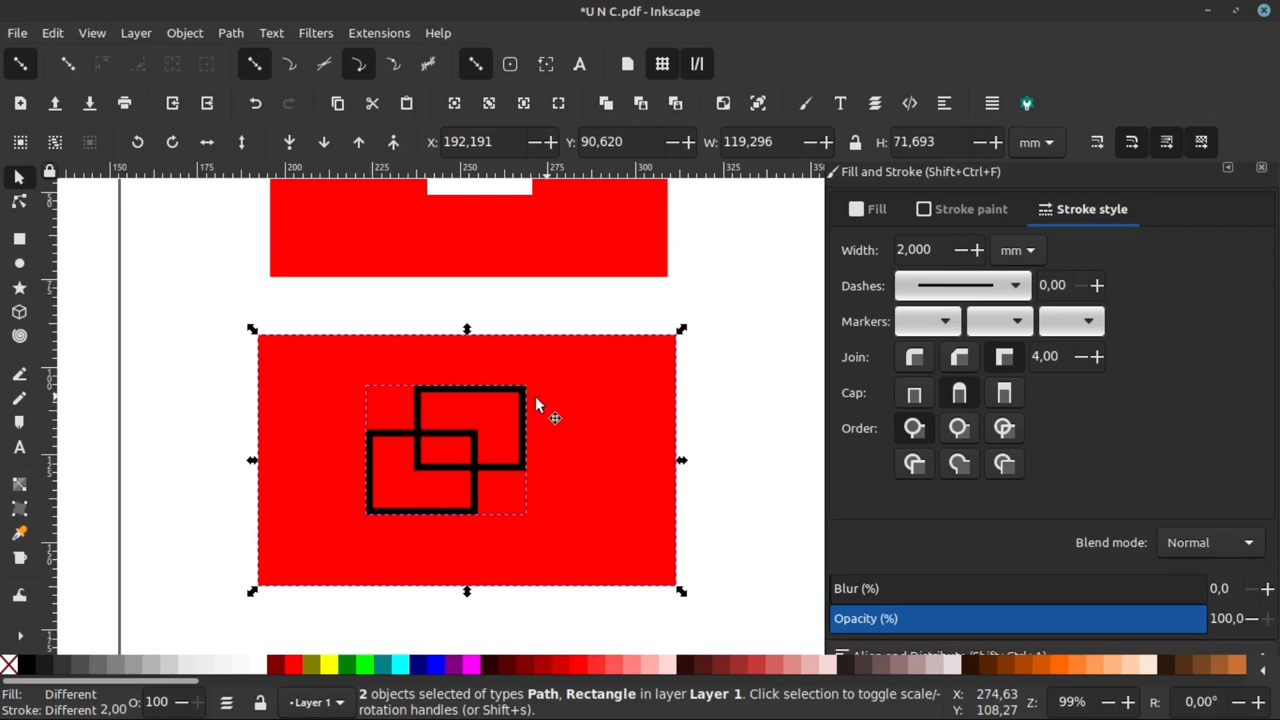 *U N C.pdf - Inkscape
File Edit View Layer Object Path Text Filters Extensions Help
X: 192,191 Y: 90,620 W: 119,296 H: 71,693 mm
150 175 200 225 250 275 300 325
Fill and Stroke (Shift+Ctrl+F)
Fill Stroke paint Stroke style
Width: 2,000 mm
Dashes: 0,00
Markers:
Join: 4,00
Cap:
Order:
Blend mode: Normal
Blur (%) 0,0
Opacity (%) 100,0
Fill: Different
Stroke: Different 2,00
O: 100
•Layer 1
2 objects selected of types Path, Rectangle in layer Layer 1. Click selection to toggle scale/-
rotation handles (or Shift+s).
X: 274,63
Y: 108,27
Z: 99% R: 0,00°